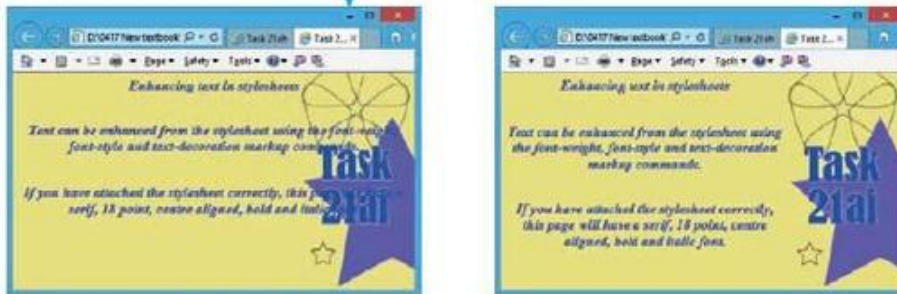 D:\0417 New textbook
Task 21ah
Task 2...
Page Safety Tools
Enhancing text in stylesheets
Text can be enhanced from the stylesheet using the font-weight,
font-style and text-decoration markup commands.
If you have attached the stylesheet correctly, this
serif, 18 point, centre aligned, bold and italic
Task
21ai
D:\0417 New textbook
Task 21ah
Task 2...
Page Safety Tools
Enhancing text in stylesheets
Text can be enhanced from the stylesheet using
the font-weight, font-style and text-decoration
markup commands.
If you have attached the stylesheet correctly,
this page will have a serif, 18 point, centre
aligned, bold and italic font.
Task
21ai